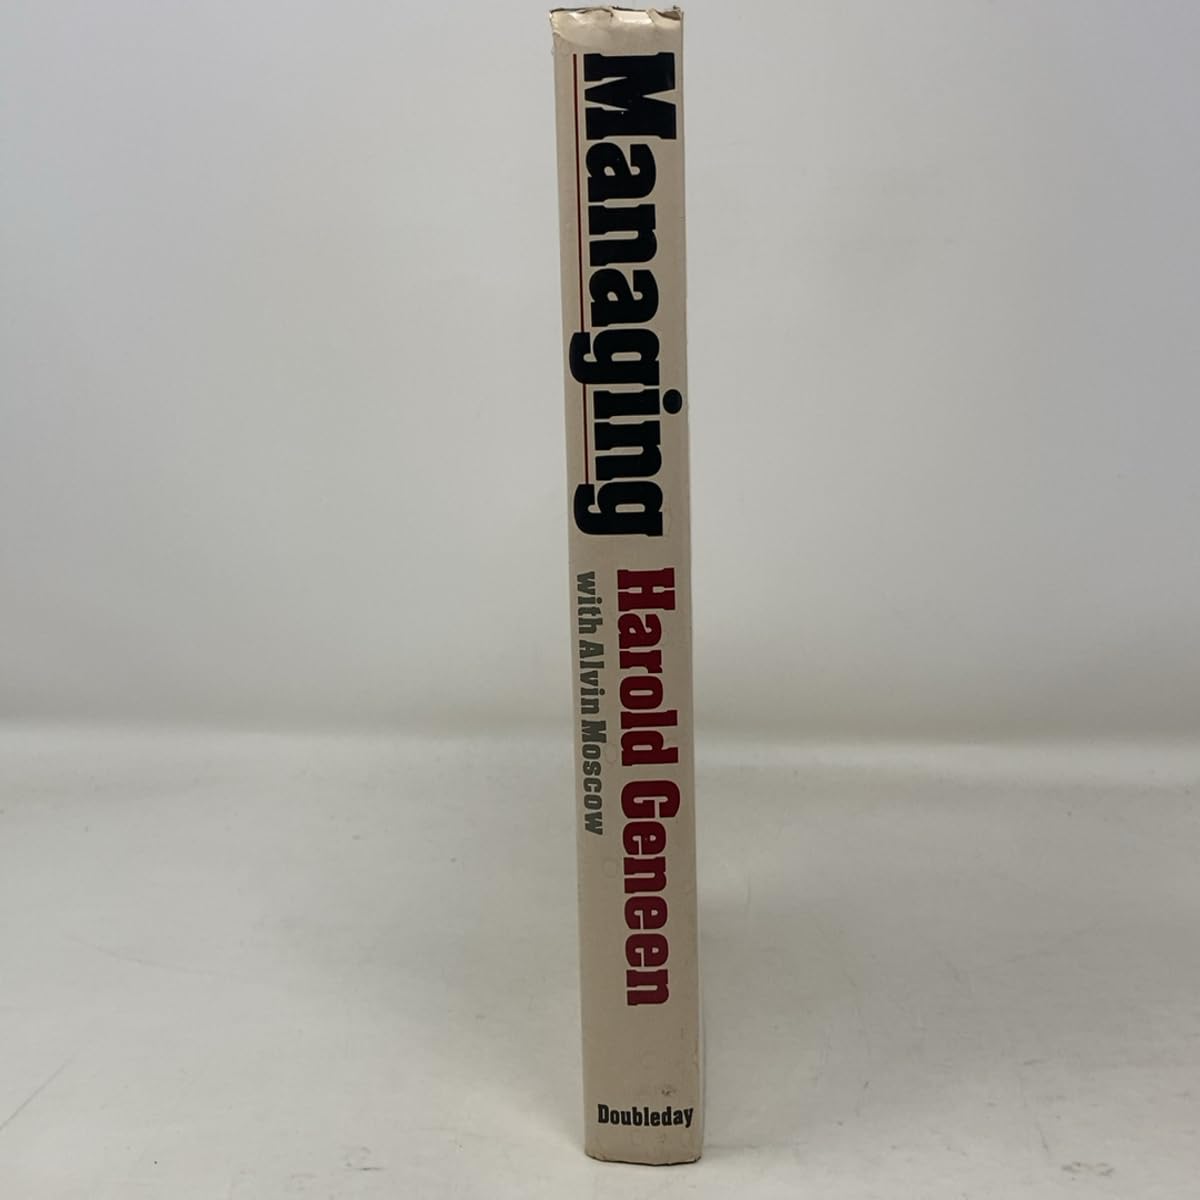 Managing
Harold Geneen
with Alvin Moscow
Doubleday